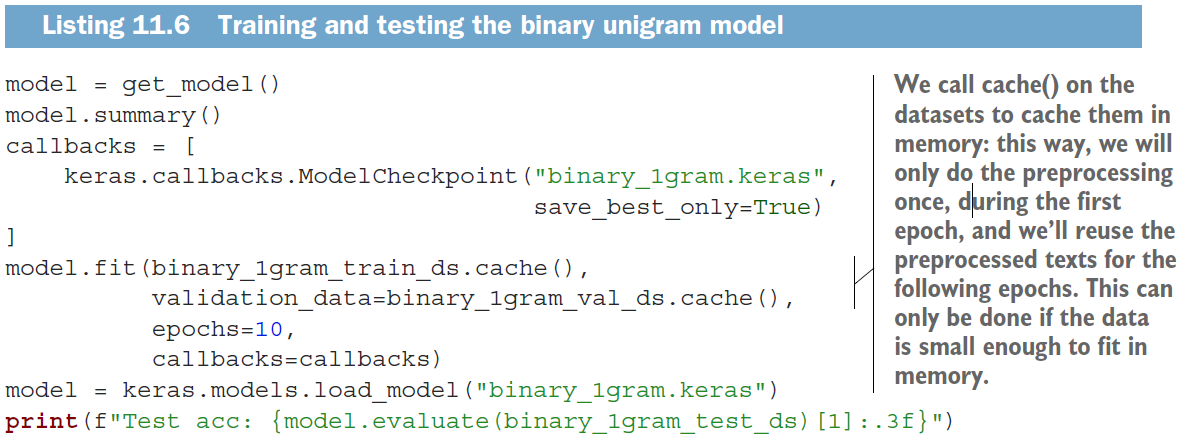 Listing 11.6 Training and testing the binary unigram model
model = get_model()
model.summary()
callbacks = [
    keras.callbacks.ModelCheckpoint("binary_1gram.keras",
                                    save_best_only=True)
]
model.fit(binary_1gram_train_ds.cache(),
          validation_data=binary_1gram_val_ds.cache(),
          epochs=10,
          callbacks=callbacks)
model = keras.models.load_model("binary_1gram.keras")
print(f"Test acc: {model.evaluate(binary_1gram_test_ds)[1]:.3f}")
We call cache() on the
datasets to cache them in
memory: this way, we will
only do the preprocessing
once, during the first
epoch, and we’ll reuse the
preprocessed texts for the
following epochs. This can
only be done if the data
is small enough to fit in
memory.